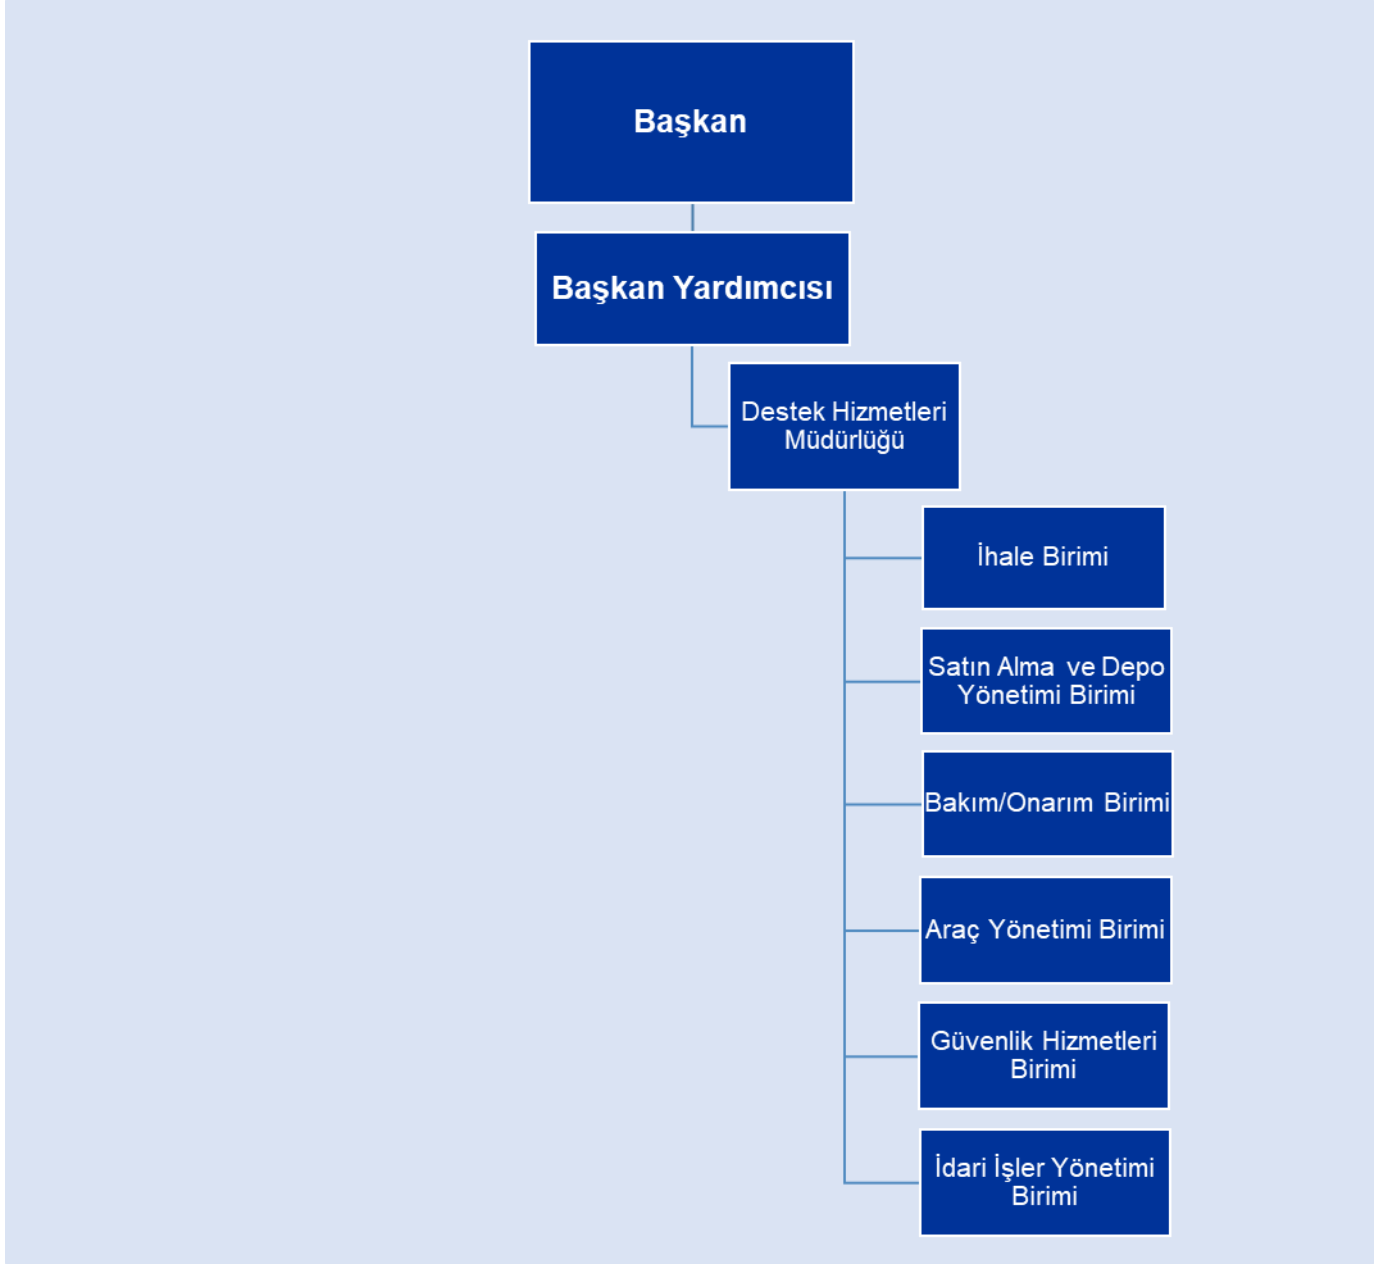 Başkan
Başkan Yardımcısı
Destek Hizmetleri
Müdürlüğü
İhale Birimi
Satın Alma ve Depo
Yönetimi Birimi
Bakım/Onarım Birimi
Araç Yönetimi Birimi
Güvenlik Hizmetleri
Birimi
İdari İşler Yönetimi
Birimi